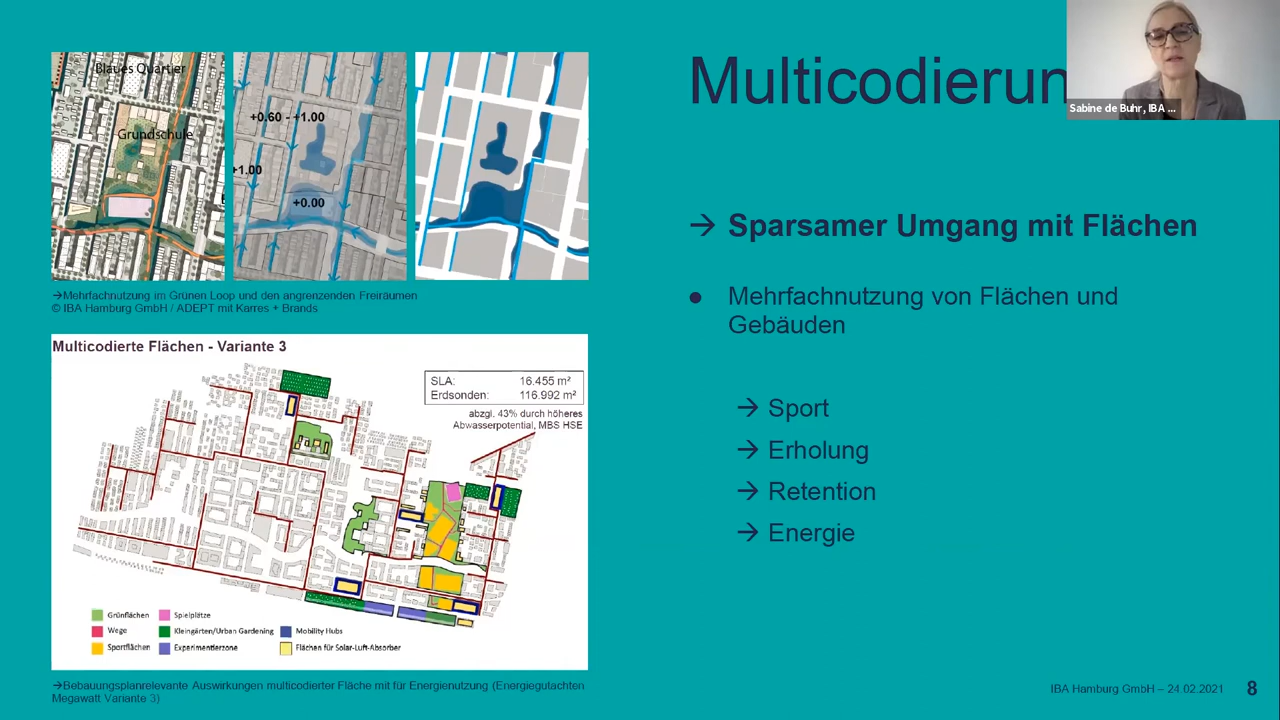 Blaues Quartier
Grundschule
+0.60 - +1.00
+1.00
+0.00
→Mehrfachnutzung im Grünen Loop und den angrenzenden Freiräumen
© IBA Hamburg GmbH / ADEPT mit Karres + Brands
Multicodierte Flächen - Variante 3
SLA: 16.455 m²
Erdsonden: 116.992 m²
abzgl. 43% durch höheres
Abwasserpotential, MBS HSE
Grünflächen
Spielplätze
Wege
Kleingärten/Urban Gardening
Mobility Hubs
Sportflächen
Experimentierzone
Flächen für Solar-Luft-Absorber
→Bebauungsplanrelevante Auswirkungen multicodierter Fläche mit für Energienutzung (Energiegutachten
Megawatt Variante 3)
Multicodierun
Sabine de Buhr, IBA ...
→ Sparsamer Umgang mit Flächen
● Mehrfachnutzung von Flächen und
Gebäuden
→ Sport
→ Erholung
→ Retention
→ Energie
IBA Hamburg GmbH – 24.02.2021 8